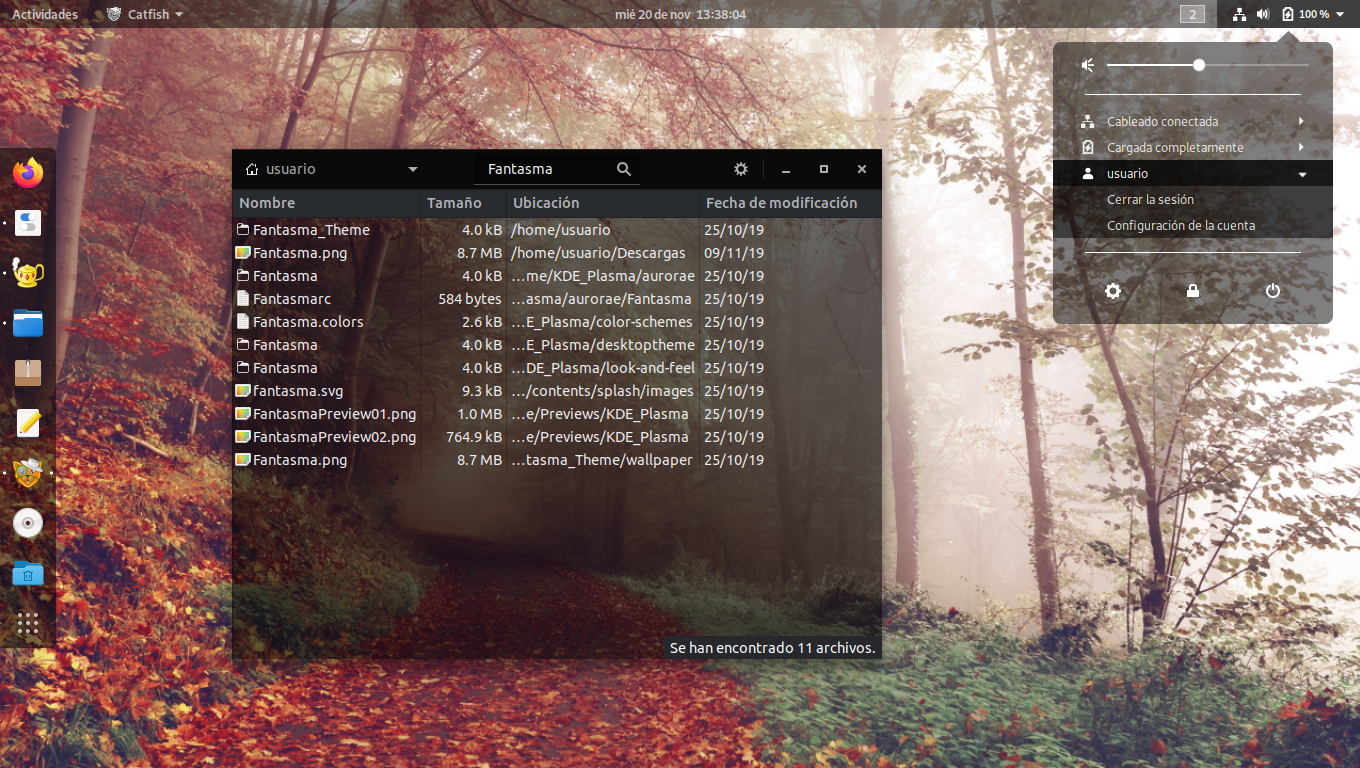 Actividades Catfish mié 20 de nov 13:38:04 2 100 %
usuario Fantasma
Nombre Tamaño Ubicación Fecha de modificación
Fantasma_Theme 4.0 kB /home/usuario 25/10/19
Fantasma.png 8.7 MB /home/usuario/Descargas 09/11/19
Fantasma 4.0 kB …me/KDE_Plasma/aurorae 25/10/19
Fantasmarc 584 bytes …asma/aurorae/Fantasma 25/10/19
Fantasma.colors 2.6 kB …E_Plasma/color-schemes 25/10/19
Fantasma 4.0 kB …E_Plasma/desktoptheme 25/10/19
Fantasma 4.0 kB …DE_Plasma/look-and-feel 25/10/19
fantasma.svg 9.3 kB …/contents/splash/images 25/10/19
FantasmaPreview01.png 1.0 MB …e/Previews/KDE_Plasma 25/10/19
FantasmaPreview02.png 764.9 kB …e/Previews/KDE_Plasma 25/10/19
Fantasma.png 8.7 MB …tasma_Theme/wallpaper 25/10/19
Se han encontrado 11 archivos.
Cableado conectada
Cargada completamente
usuario
Cerrar la sesión
Configuración de la cuenta